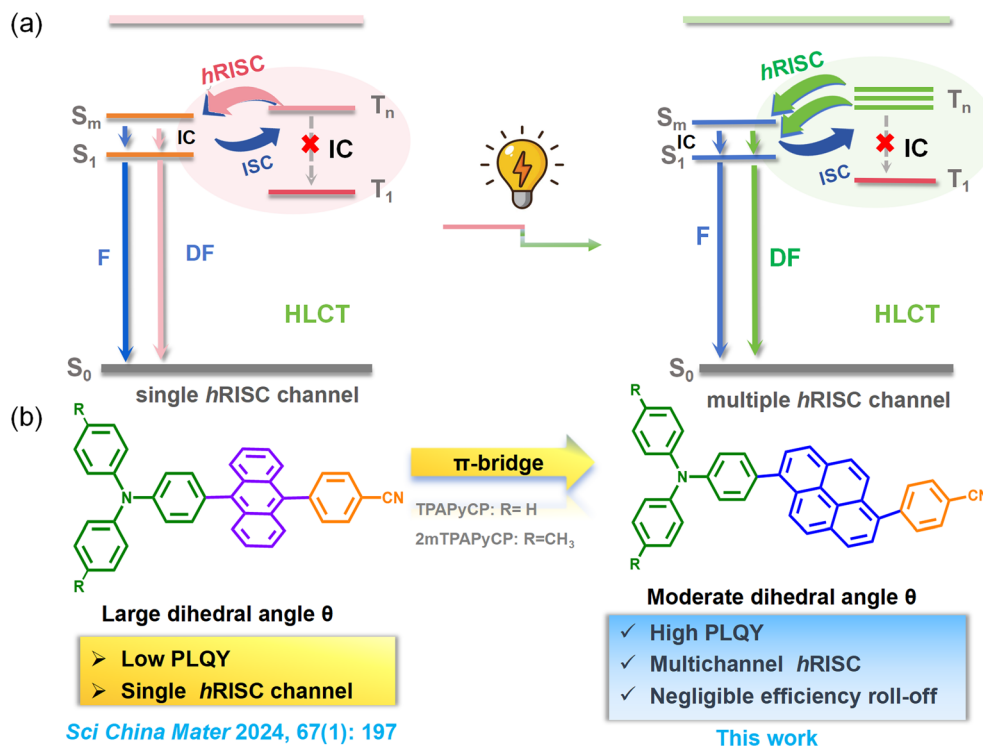 (a)
hRISC
Tn
Sm
IC
S1
ISC
IC
T1
F
DF
HLCT
S0
single hRISC channel
hRISC
Tn
Sm
IC
S1
ISC
IC
T1
F
DF
HLCT
S0
multiple hRISC channel
(b)
R
N
R
CN
π-bridge
TPAPyCP: R= H
2mTPAPyCP: R=CH3
R
N
R
CN
Large dihedral angle θ
➢ Low PLQY
➢ Single hRISC channel
Sci China Mater 2024, 67(1): 197
Moderate dihedral angle θ
✓ High PLQY
✓ Multichannel hRISC
✓ Negligible efficiency roll-off
This work